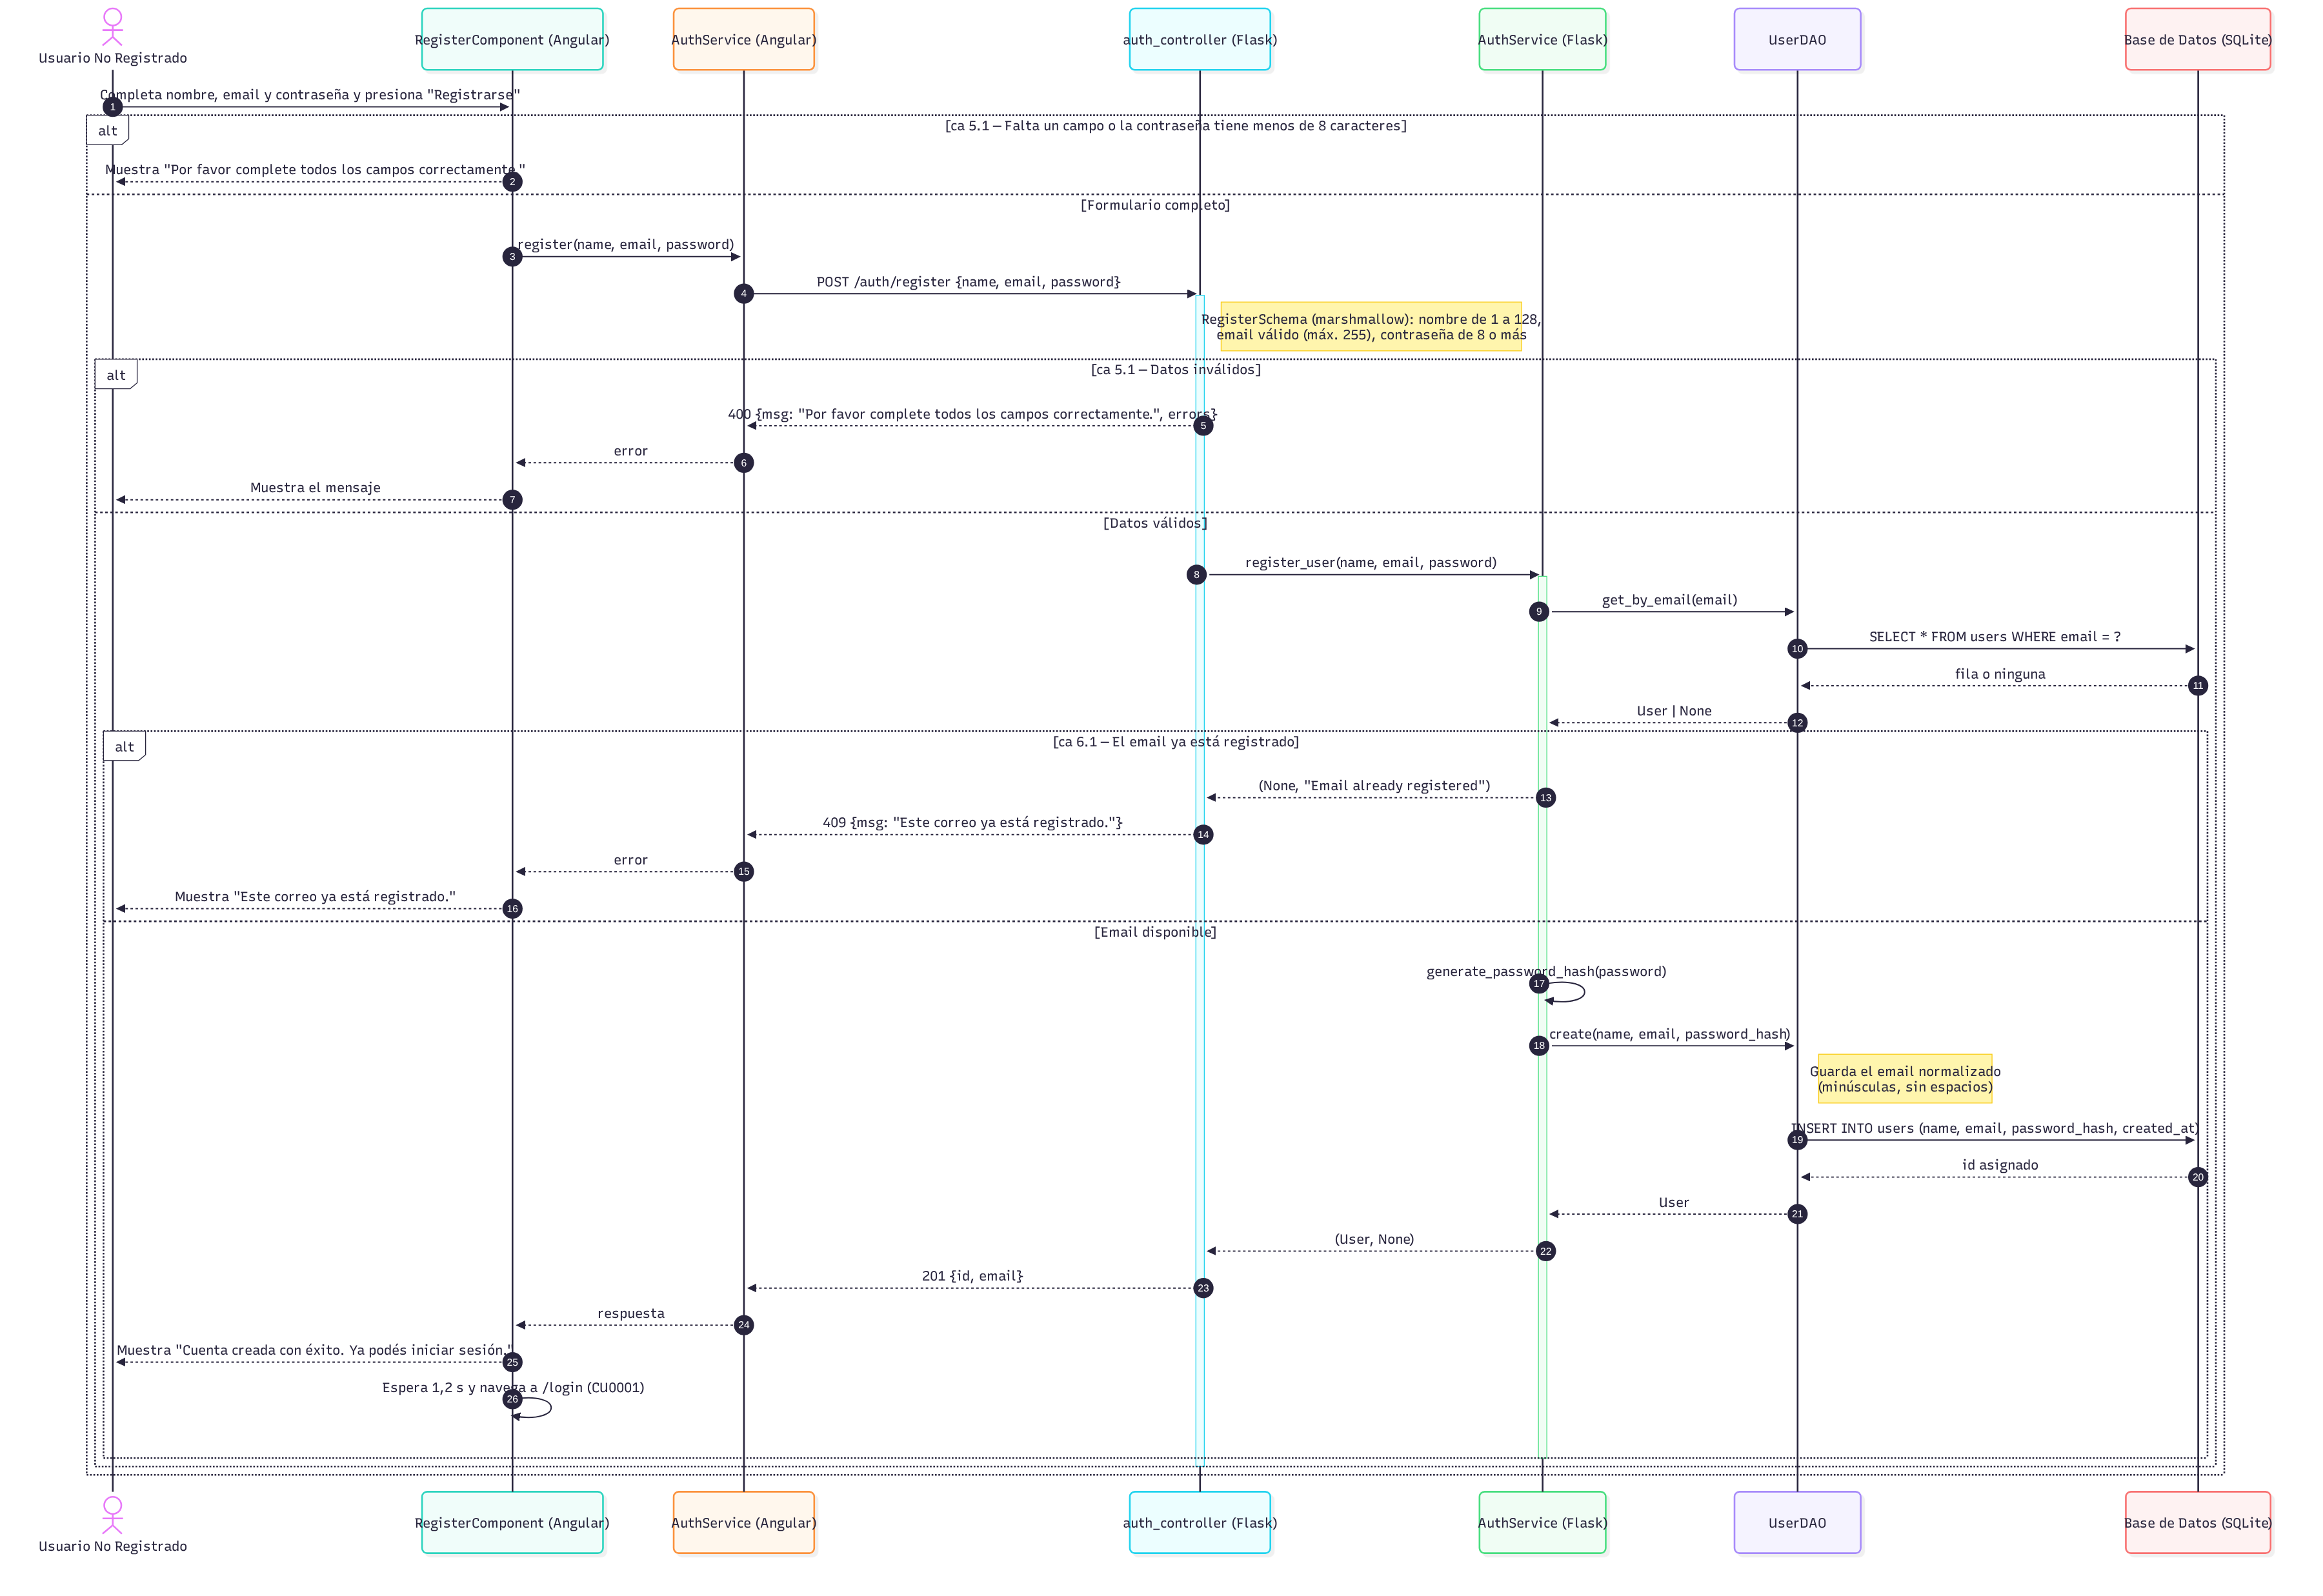 Usuario No Registrado
RegisterComponent (Angular)
AuthService (Angular)
auth_controller (Flask)
AuthService (Flask)
UserDAO
Base de Datos (SQLite)
Completa nombre, email y contraseña y presiona "Registrarse"
1
alt
[ca 5.1 – Falta un campo o la contraseña tiene menos de 8 caracteres]
Muestra "Por favor complete todos los campos correctamente."
2
[Formulario completo]
register(name, email, password)
3
POST /auth/register {name, email, password}
4
RegisterSchema (marshmallow): nombre de 1 a 128,
email válido (máx. 255), contraseña de 8 o más
alt
[ca 5.1 – Datos inválidos]
400 {msg: "Por favor complete todos los campos correctamente.", errors}
5
error
6
Muestra el mensaje
7
[Datos válidos]
register_user(name, email, password)
8
get_by_email(email)
9
SELECT * FROM users WHERE email = ?
10
fila o ninguna
11
User | None
12
alt
[ca 6.1 – El email ya está registrado]
(None, "Email already registered")
13
409 {msg: "Este correo ya está registrado."}
14
error
15
Muestra "Este correo ya está registrado."
16
[Email disponible]
generate_password_hash(password)
17
create(name, email, password_hash)
18
Guarda el email normalizado
(minúsculas, sin espacios)
INSERT INTO users (name, email, password_hash, created_at)
19
id asignado
20
User
21
(User, None)
22
201 {id, email}
23
respuesta
24
Muestra "Cuenta creada con éxito. Ya podés iniciar sesión."
25
Espera 1,2 s y navega a /login (CU0001)
26
Usuario No Registrado
RegisterComponent (Angular)
AuthService (Angular)
auth_controller (Flask)
AuthService (Flask)
UserDAO
Base de Datos (SQLite)